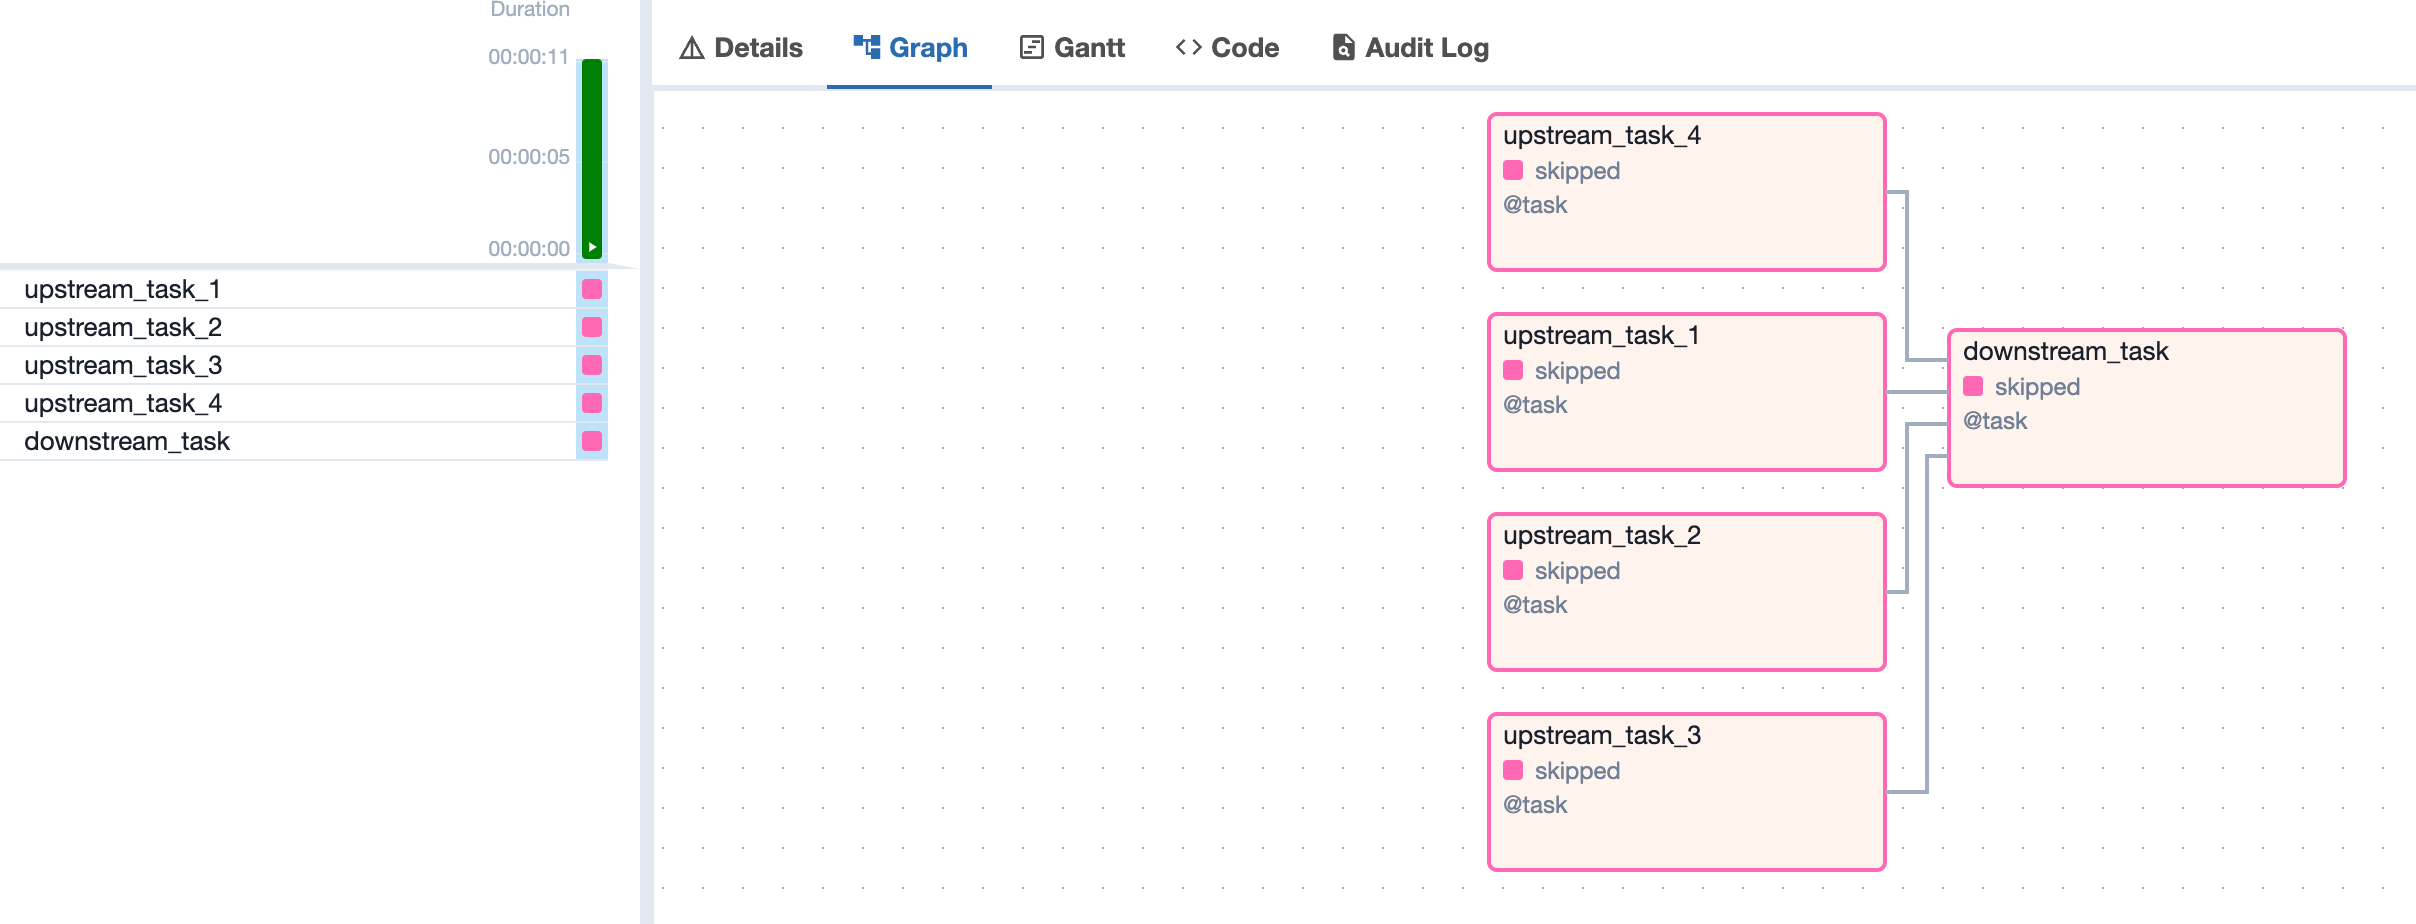 Duration
00:00:11
00:00:05
00:00:00
upstream_task_1
upstream_task_2
upstream_task_3
upstream_task_4
downstream_task
Details Graph Gantt Code Audit Log
upstream_task_4
skipped
@task
upstream_task_1
skipped
@task
downstream_task
skipped
@task
upstream_task_2
skipped
@task
upstream_task_3
skipped
@task